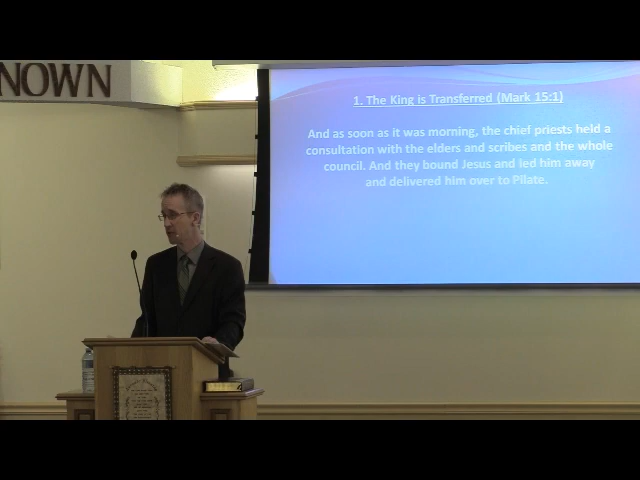 NOWN
1. The King is Transferred (Mark 15:1)
And as soon as it was morning, the chief priests held a
consultation with the elders and scribes and the whole
council. And they bound Jesus and led him away
and delivered him over to Pilate.